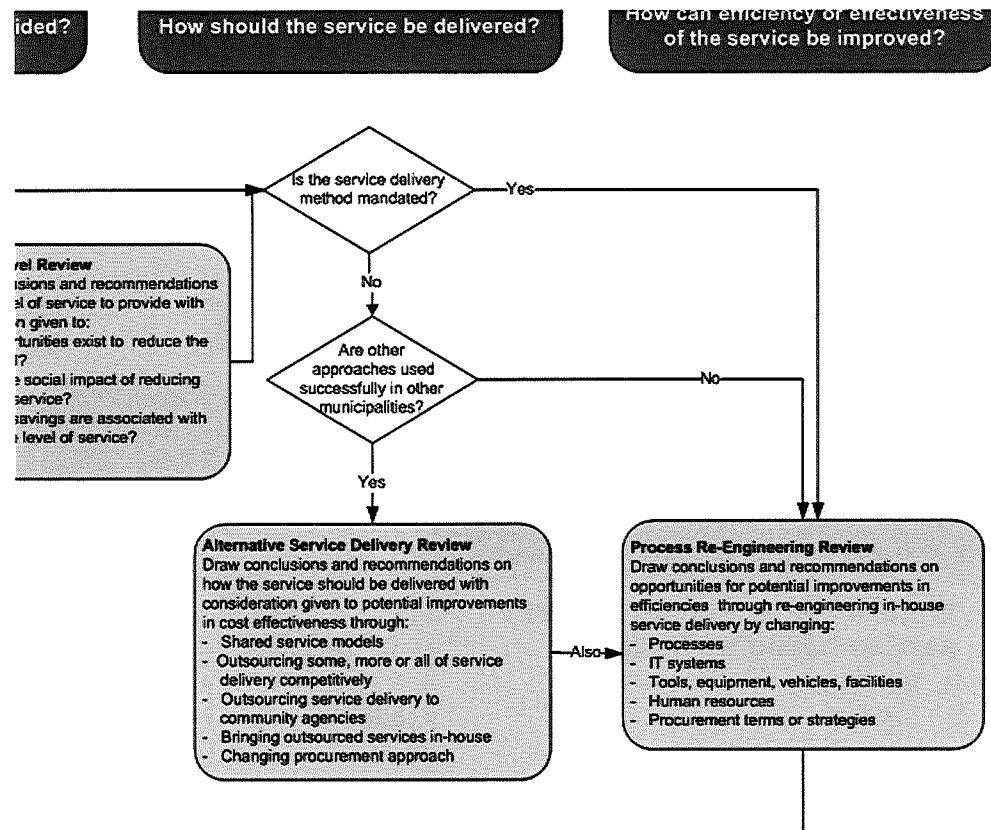 ided?
How should the service be delivered?
How can efficiency or effectiveness
of the service be improved?
Is the service delivery
method mandated?
Yes
No
vel Review
usions and recommendations
el of service to provide with
n given to:
rtunities exist to reduce the
?
e social impact of reducing
service?
savings are associated with
e level of service?
Are other
approaches used
successfully in other
municipalities?
No
Yes
Alternative Service Delivery Review
Draw conclusions and recommendations on
how the service should be delivered with
consideration given to potential improvements
in cost effectiveness through:
- Shared service models
- Outsourcing some, more or all of service
delivery competitively
- Outsourcing service delivery to
community agencies
- Bringing outsourced services in-house
- Changing procurement approach
Also
Process Re-Engineering Review
Draw conclusions and recommendations on
opportunities for potential improvements in
efficiencies through re-engineering in-house
service delivery by changing:
- Processes
- IT systems
- Tools, equipment, vehicles, facilities
- Human resources
- Procurement terms or strategies